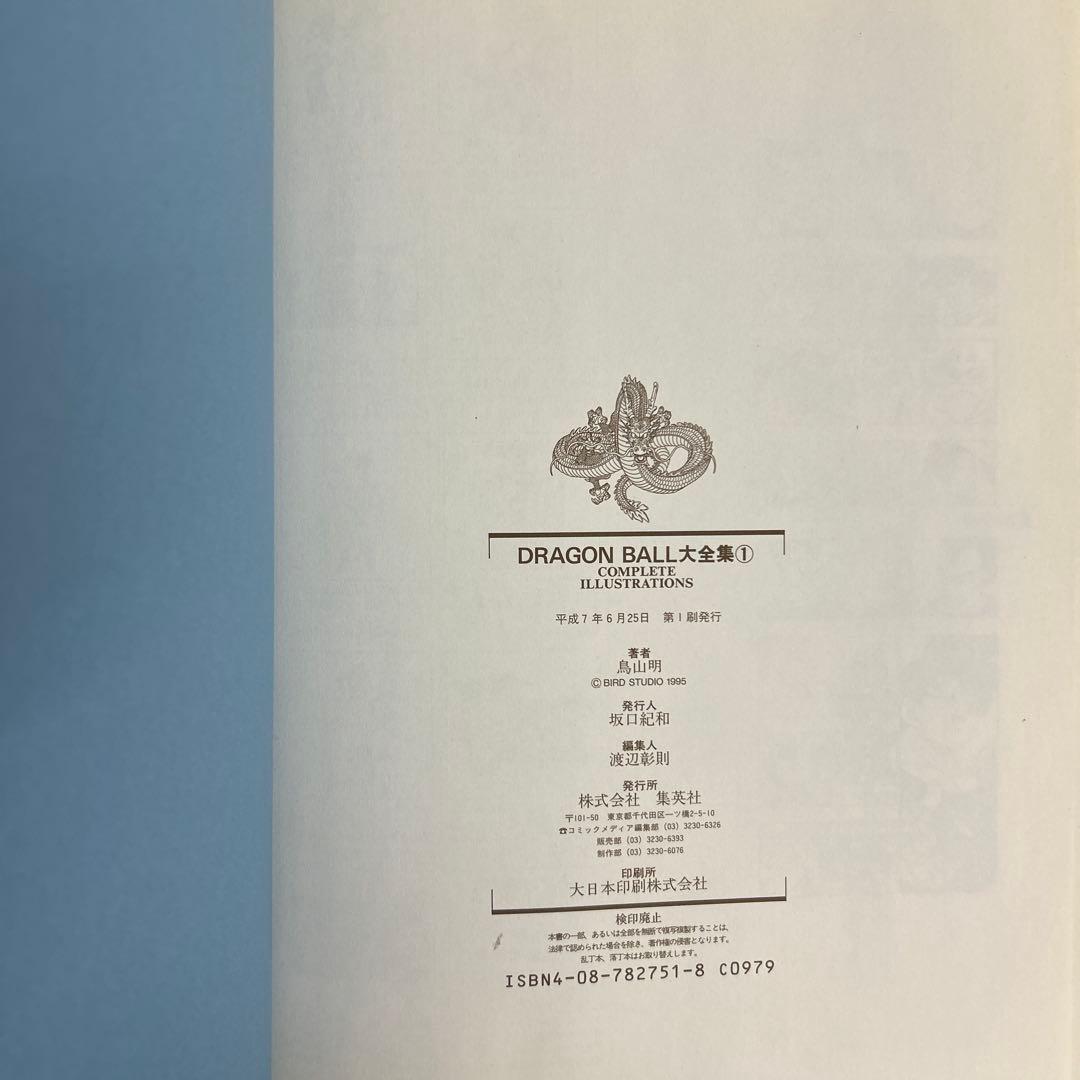 DRAGON BALL大全集①
COMPLETE
ILLUSTRATIONS
平成7年6月25日　第1刷発行
著者
鳥山明
©BIRD STUDIO 1995
発行人
坂口紀和
編集人
渡辺彰則
発行所
株式会社　集英社
〒101-50　東京都千代田区一ツ橋2-5-10
☎コミックメディア編集部 (03) 3230-6326
販売部 (03) 3230-6393
制作部 (03) 3230-6076
印刷所
大日本印刷株式会社
検印廃止
本書の一部、あるいは全部を無断で複写複製することは、
法律で認められた場合を除き、著作権の侵害となります。
乱丁本、落丁本はお取り替えします。
ISBN4-08-782751-8 C0979